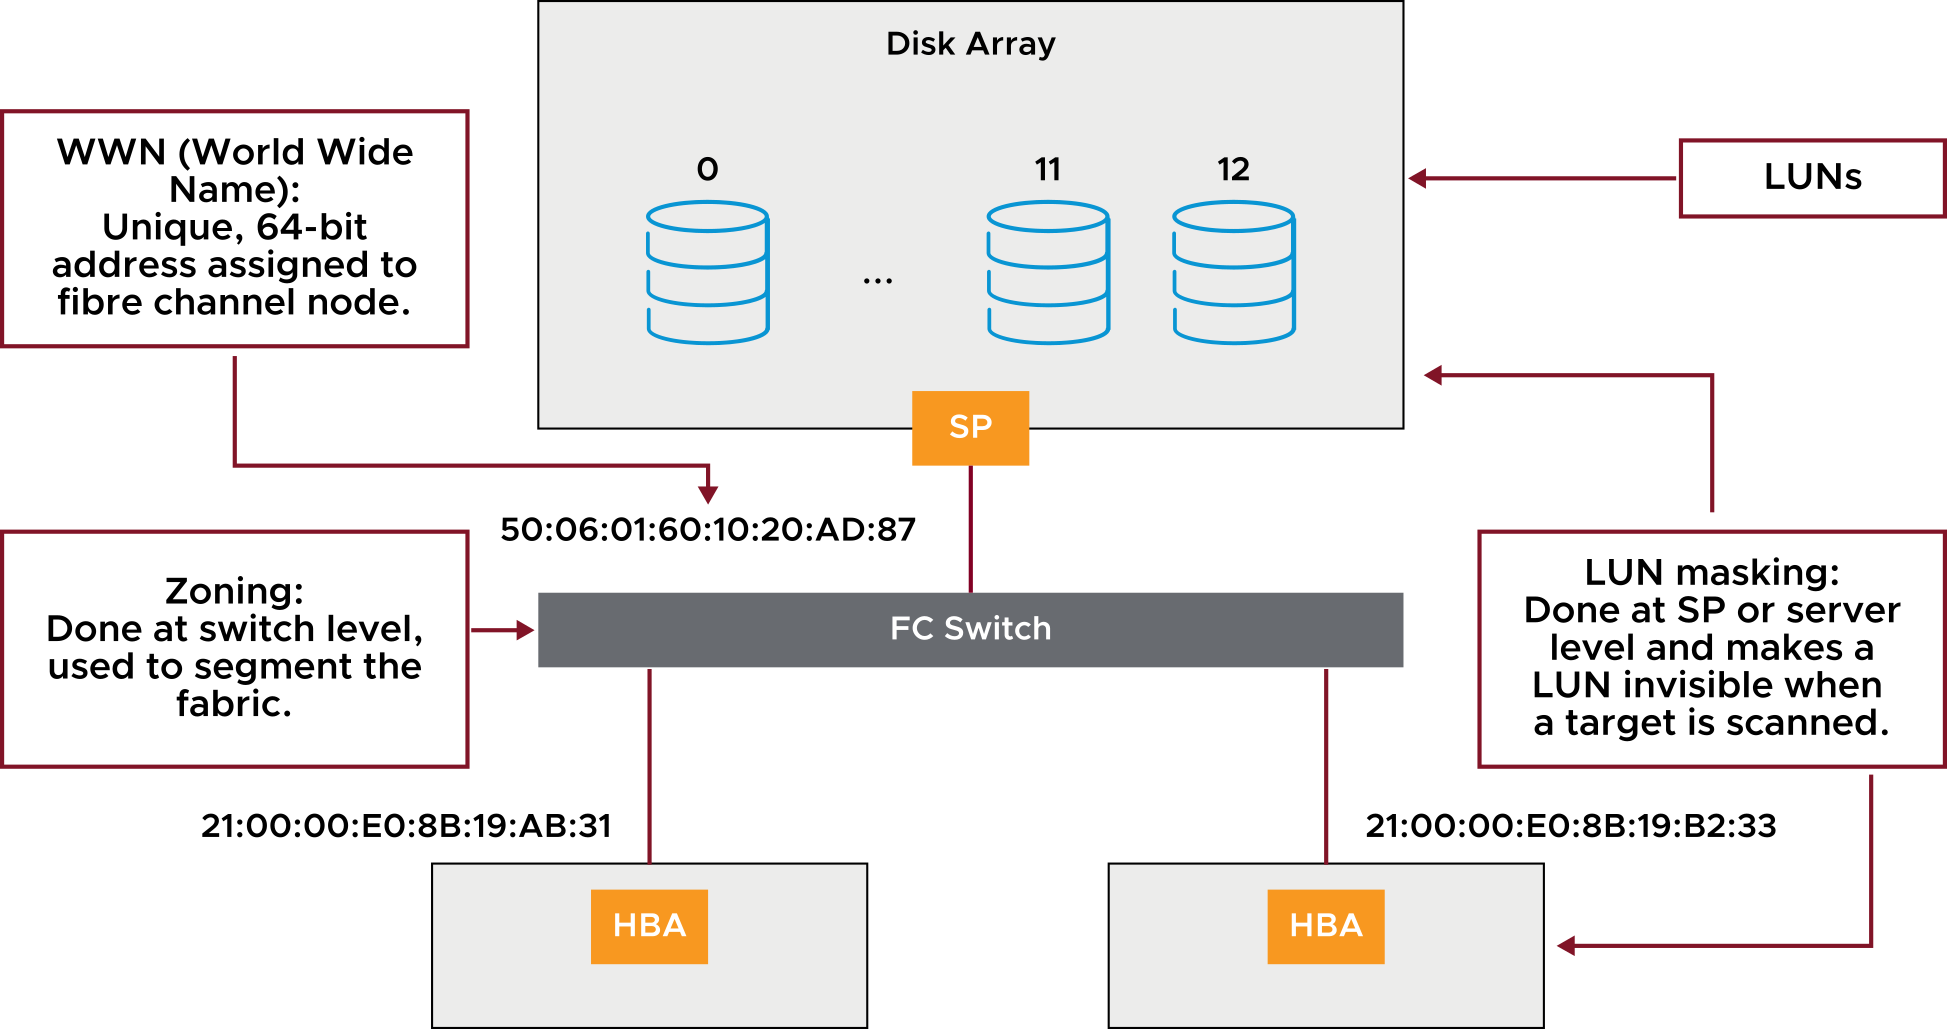 Disk Array
WWN (World Wide
Name):
Unique, 64-bit
address assigned to
fibre channel node.
0
...
11
12
LUNs
SP
50:06:01:60:10:20:AD:87
Zoning:
Done at switch level,
used to segment the
fabric.
FC Switch
LUN masking:
Done at SP or server
level and makes a
LUN invisible when
a target is scanned.
21:00:00:E0:8B:19:AB:31
21:00:00:E0:8B:19:B2:33
HBA
HBA